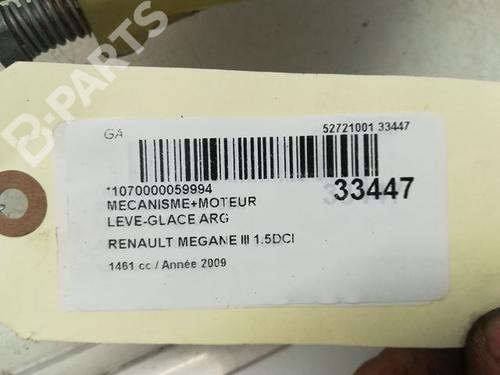 B-PARTS
GA
52721001 33447
*1070000059994
33447
MECANISME+MOTEUR
LEVE-GLACE ARG
RENAULT MEGANE III 1.5DCI
1461 cc / Année 2009